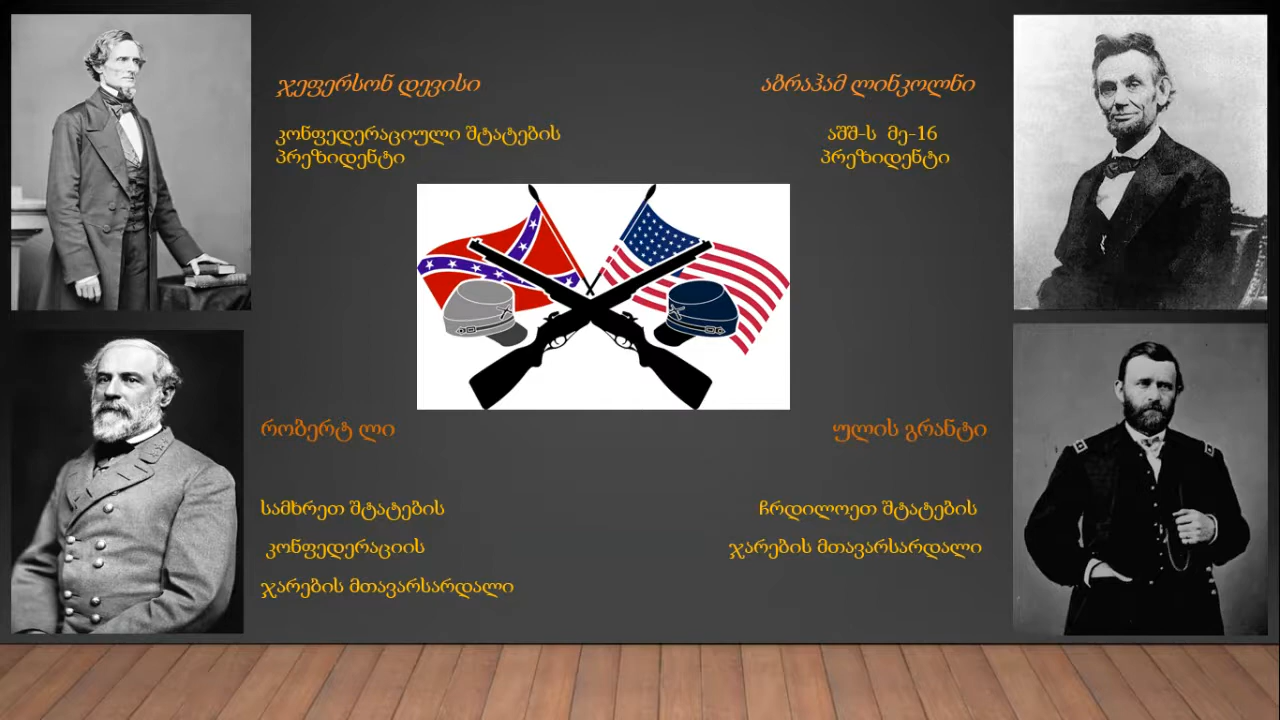 ჯეფერსონ დევისი
კონფედერაციული შტატების
პრეზიდენტი
აბრაჰამ ლინკოლნი
აშშ-ს მე-16
პრეზიდენტი
რობერტ ლი
სამხრეთ შტატების
კონფედერაციის
ჯარების მთავარსარდალი
ულის გრანტი
ჩრდილოეთ შტატების
ჯარების მთავარსარდალი